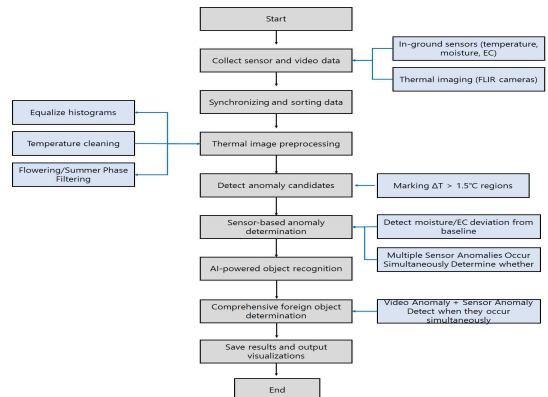 Start
Collect sensor and video data
In-ground sensors (temperature,
moisture, EC)
Thermal imaging (FLIR cameras)
Synchronizing and sorting data
Equalize histograms
Temperature cleaning
Flowering/Summer Phase
Filtering
Thermal image preprocessing
Detect anomaly candidates
Marking ΔT > 1.5℃ regions
Sensor-based anomaly
determination
Detect moisture/EC deviation from
baseline
Multiple Sensor Anomalies Occur
Simultaneously Determine whether
AI-powered object recognition
Comprehensive foreign object
determination
Video Anomaly + Sensor Anomaly
Detect when they occur
simultaneously
Save results and output
visualizations
End